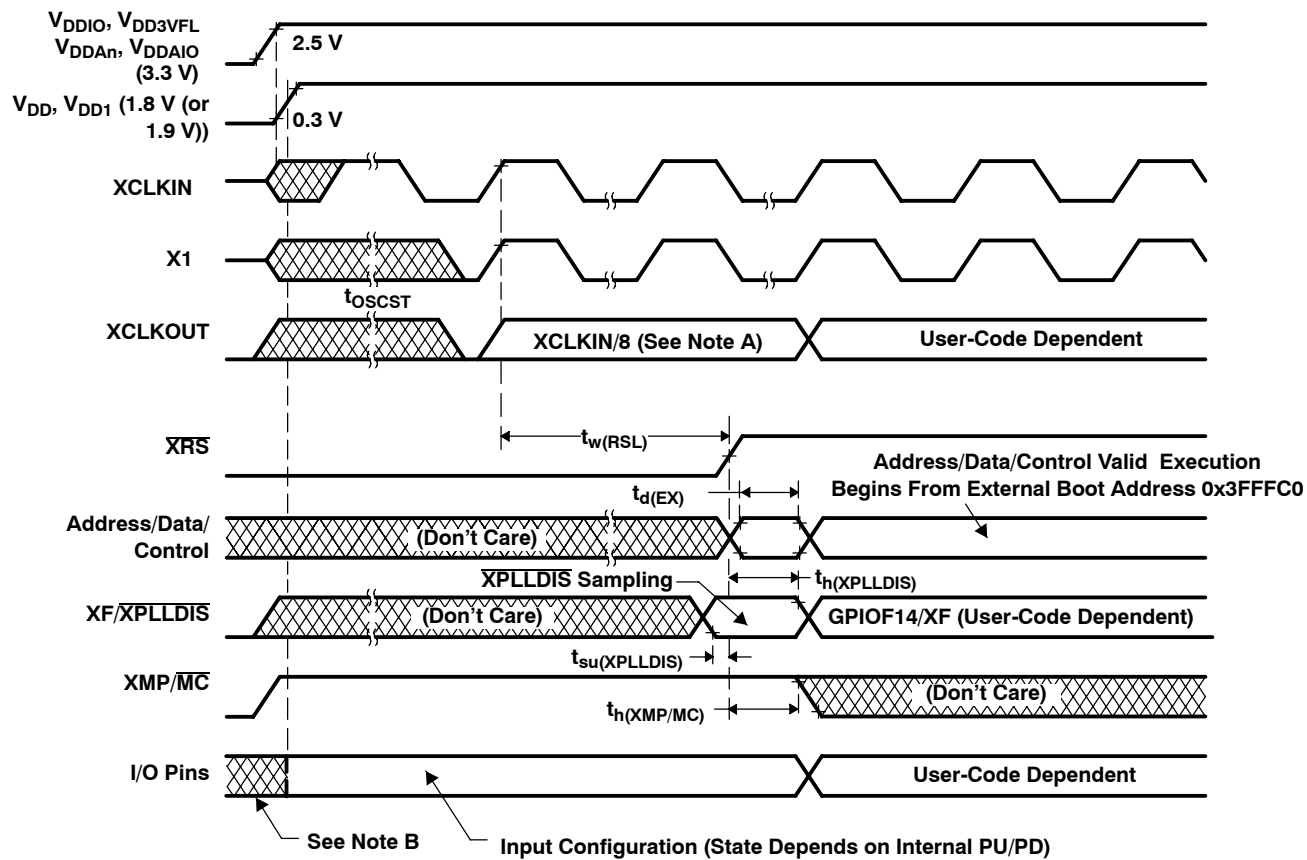 VDDIO, VDD3VFL
VDDAn, VDDAIO
(3.3 V)
2.5 V
VDD, VDD1 (1.8 V (or
1.9 V))
0.3 V
XCLKIN
X1
tOSCST
XCLKOUT
XCLKIN/8 (See Note A)
User-Code Dependent
XRS
tw(RSL)
Address/Data/Control Valid Execution
Begins From External Boot Address 0x3FFFC0
td(EX)
Address/Data/
Control
(Don't Care)
XPLLDIS Sampling
th(XPLLDIS)
XF/XPLLDIS
(Don't Care)
GPIOF14/XF (User-Code Dependent)
tsu(XPLLDIS)
XMP/MC
(Don't Care)
th(XMP/MC)
I/O Pins
User-Code Dependent
See Note B
Input Configuration (State Depends on Internal PU/PD)